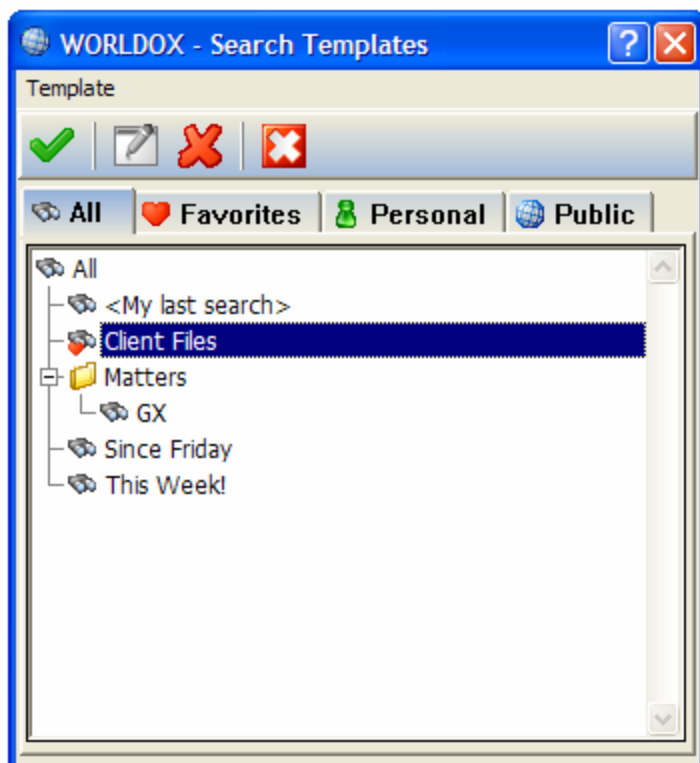 WORLDOX - Search Templates
Template
All Favorites Personal Public
All
<My last search>
Client Files
Matters
GX
Since Friday
This Week!